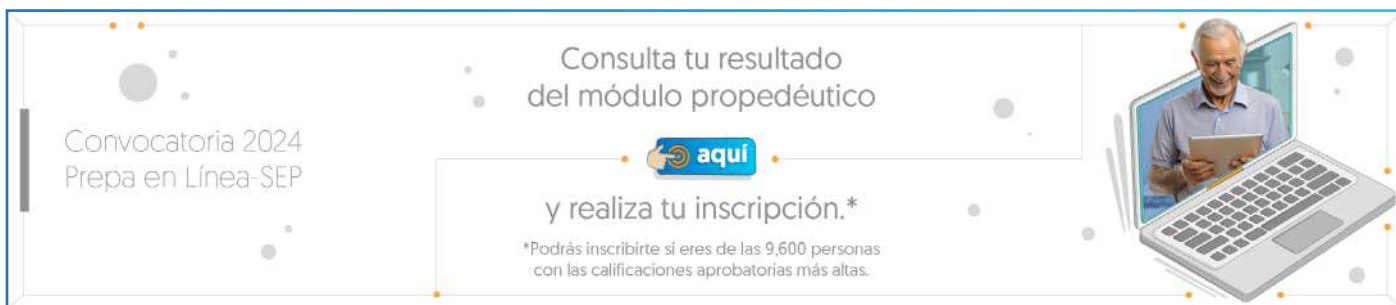 Convocatoria 2024
Prepa en Línea-SEP
Consulta tu resultado
del módulo propedéutico
aquí
y realiza tu inscripción.*
*Podrás inscribirte si eres de las 9,600 personas
con las calificaciones aprobatorias más altas.